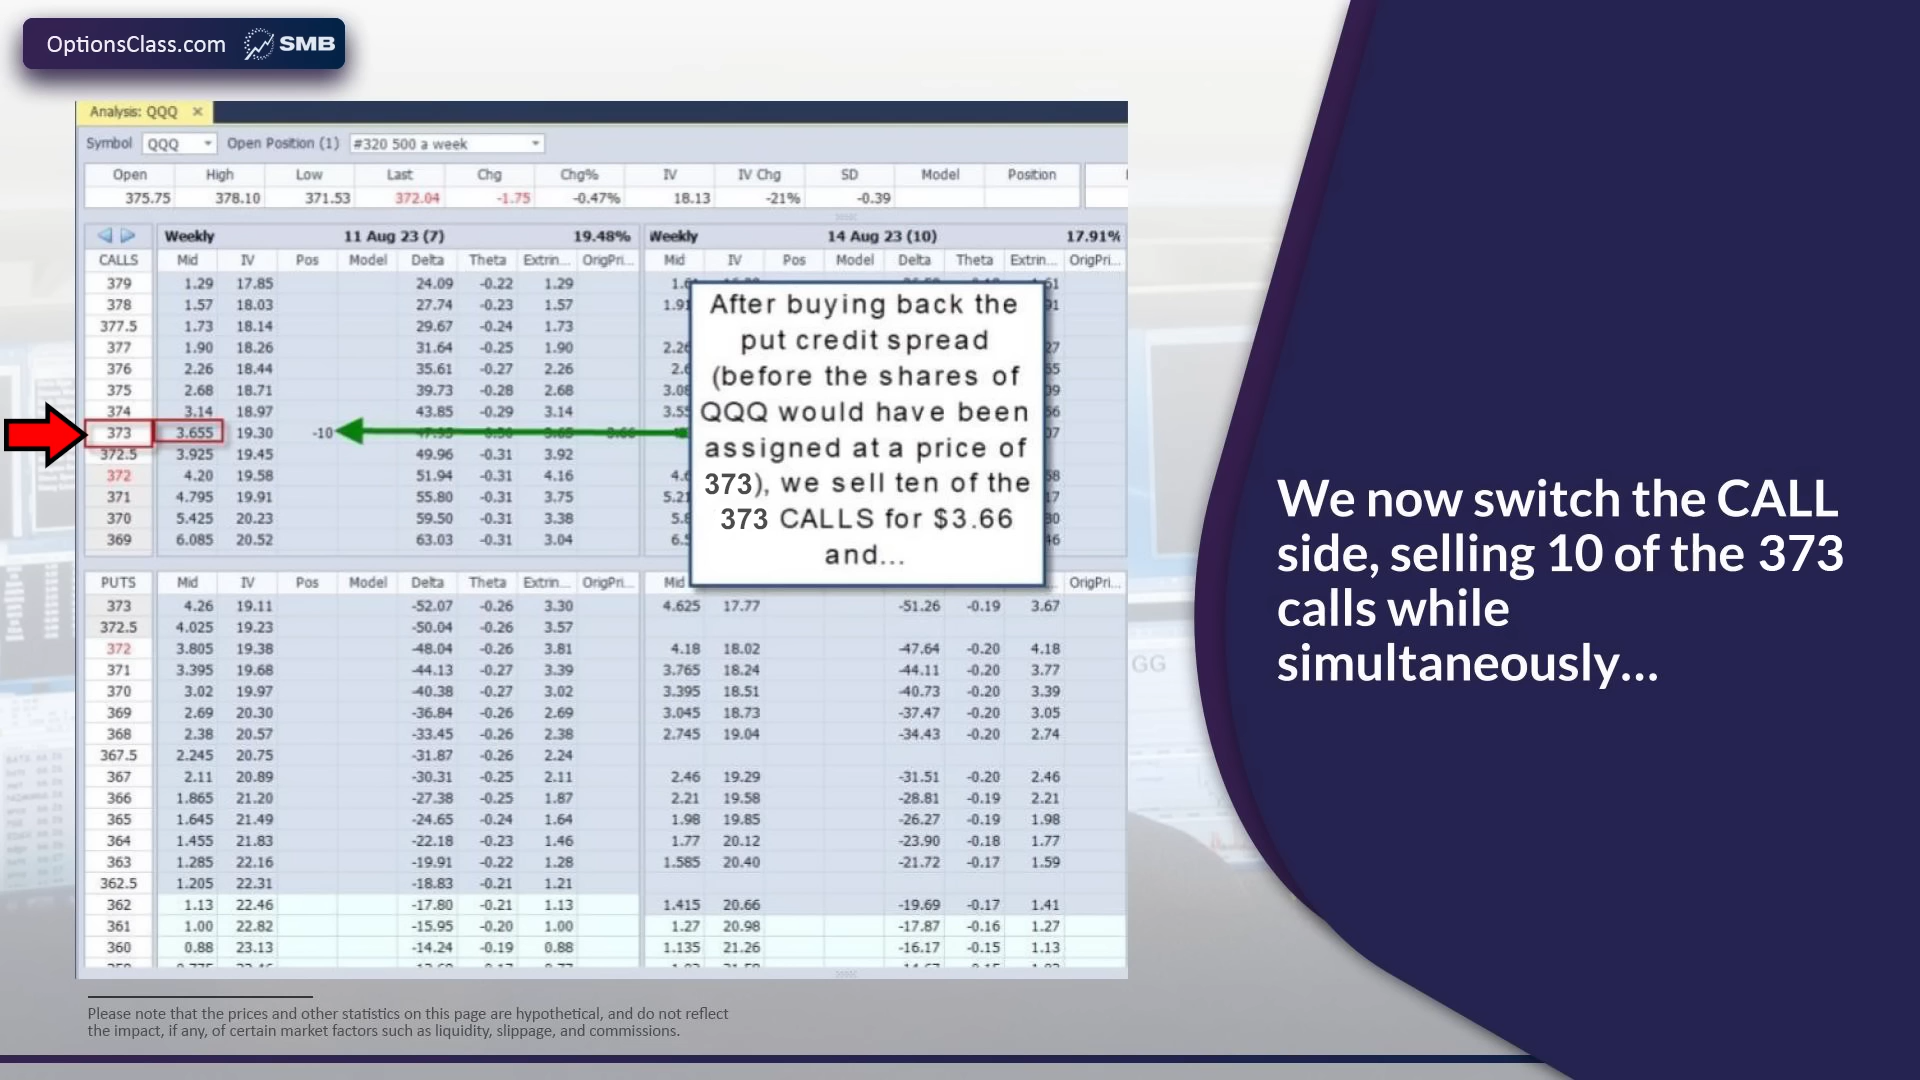 OptionsClass.com SMB
Analysis: QQQ ×
Symbol QQQ Open Position (1) #320 500 a week
Open High Low Last Chg Chg% IV IV Chg SD Model Position
375.75 378.10 371.53 372.04 -1.75 -0.47% 18.13 -21% -0.39
Weekly 11 Aug 23 (7) 19.48% Weekly 14 Aug 23 (10) 17.91%
CALLS Mid IV Pos Model Delta Theta Extrin... OrigPri... Mid IV Pos Model Delta Theta Extrin... OrigPri...
379 1.29 17.85 24.09 -0.22 1.29
378 1.57 18.03 27.74 -0.23 1.57 1.91
377.5 1.73 18.14 29.67 -0.24 1.73
377 1.90 18.26 31.64 -0.25 1.90
376 2.26 18.44 35.61 -0.27 2.26
375 2.68 18.71 39.73 -0.28 2.68
374 3.14 18.97 43.85 -0.29 3.14
373 3.655 19.30 -10
372.5 3.925 19.45 49.96 -0.31 3.92
372 4.20 19.58 51.94 -0.31 4.16
371 4.795 19.91 55.80 -0.31 3.75
370 5.425 20.23 59.50 -0.31 3.38
369 6.085 20.52 63.03 -0.31 3.04
After buying back the
put credit spread
(before the shares of
QQQ would have been
assigned at a price of
373), we sell ten of the
373 CALLS for $3.66
and...
PUTS Mid IV Pos Model Delta Theta Extrin... OrigPri... Mid OrigPri...
373 4.26 19.11 -52.07 -0.26 3.30 4.625 17.77 -51.26 -0.19 3.67
372.5 4.025 19.23 -50.04 -0.26 3.57
372 3.805 19.38 -48.04 -0.26 3.81 4.18 18.02 -47.64 -0.20 4.18
371 3.395 19.68 -44.13 -0.27 3.39 3.765 18.24 -44.11 -0.20 3.77
370 3.02 19.97 -40.38 -0.27 3.02 3.395 18.51 -40.73 -0.20 3.39
369 2.69 20.30 -36.84 -0.26 2.69 3.045 18.73 -37.47 -0.20 3.05
368 2.38 20.57 -33.45 -0.26 2.38 2.745 19.04 -34.43 -0.20 2.74
367.5 2.245 20.75 -31.87 -0.26 2.24
367 2.11 20.89 -30.31 -0.25 2.11 2.46 19.29 -31.51 -0.20 2.46
366 1.865 21.20 -27.38 -0.25 1.87 2.21 19.58 -28.81 -0.19 2.21
365 1.645 21.49 -24.65 -0.24 1.64 1.98 19.85 -26.27 -0.19 1.98
364 1.455 21.83 -22.18 -0.23 1.46 1.77 20.12 -23.90 -0.18 1.77
363 1.285 22.16 -19.91 -0.22 1.28 1.585 20.40 -21.72 -0.17 1.59
362.5 1.205 22.31 -18.83 -0.21 1.21
362 1.13 22.46 -17.80 -0.21 1.13 1.415 20.66 -19.69 -0.17 1.41
361 1.00 22.82 -15.95 -0.20 1.00 1.27 20.98 -17.87 -0.16 1.27
360 0.88 23.13 -14.24 -0.19 0.88 1.135 21.26 -16.17 -0.15 1.13
We now switch the CALL
side, selling 10 of the 373
calls while
simultaneously...
Please note that the prices and other statistics on this page are hypothetical, and do not reflect
the impact, if any, of certain market factors such as liquidity, slippage, and commissions.